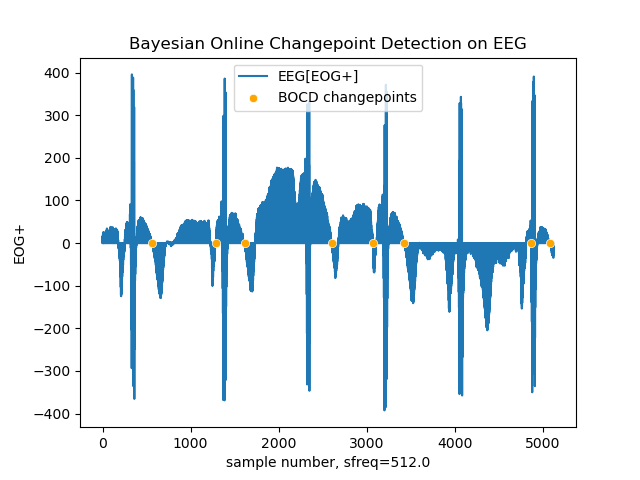 Bayesian Online Changepoint Detection on EEG
EEG[EOG+]
BOCD changepoints
400
300
200
100
0
−100
−200
−300
−400
EOG+
0 1000 2000 3000 4000 5000
sample number, sfreq=512.0